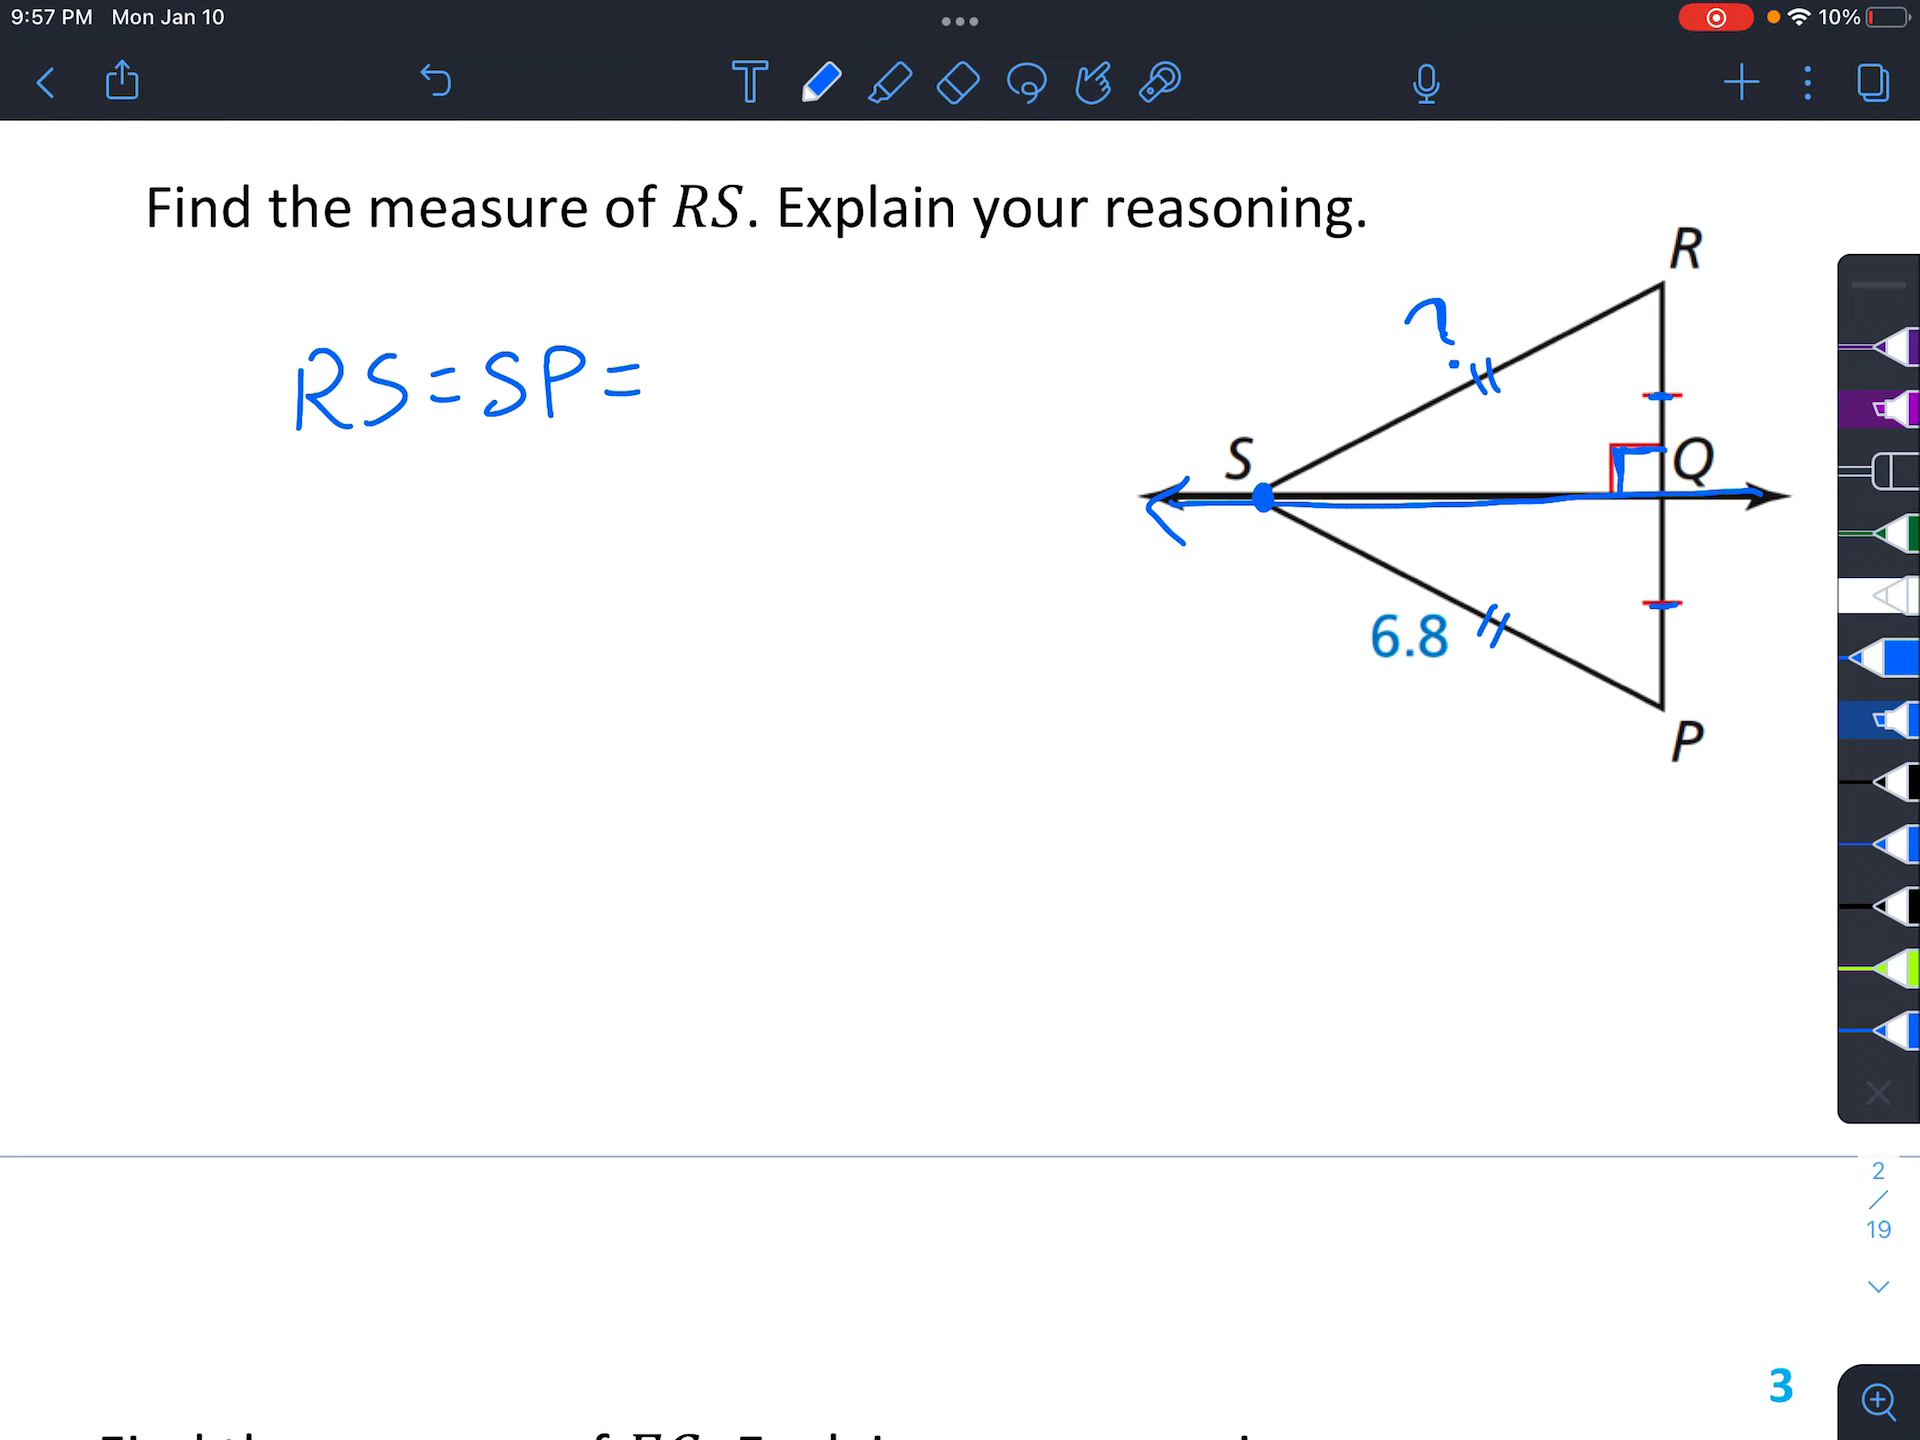 9:57 PM Mon Jan 10
10%
T
Find the measure of RS. Explain your reasoning.
R
?
RS=SP=
S
Q
6.8
P
2
/
19
3